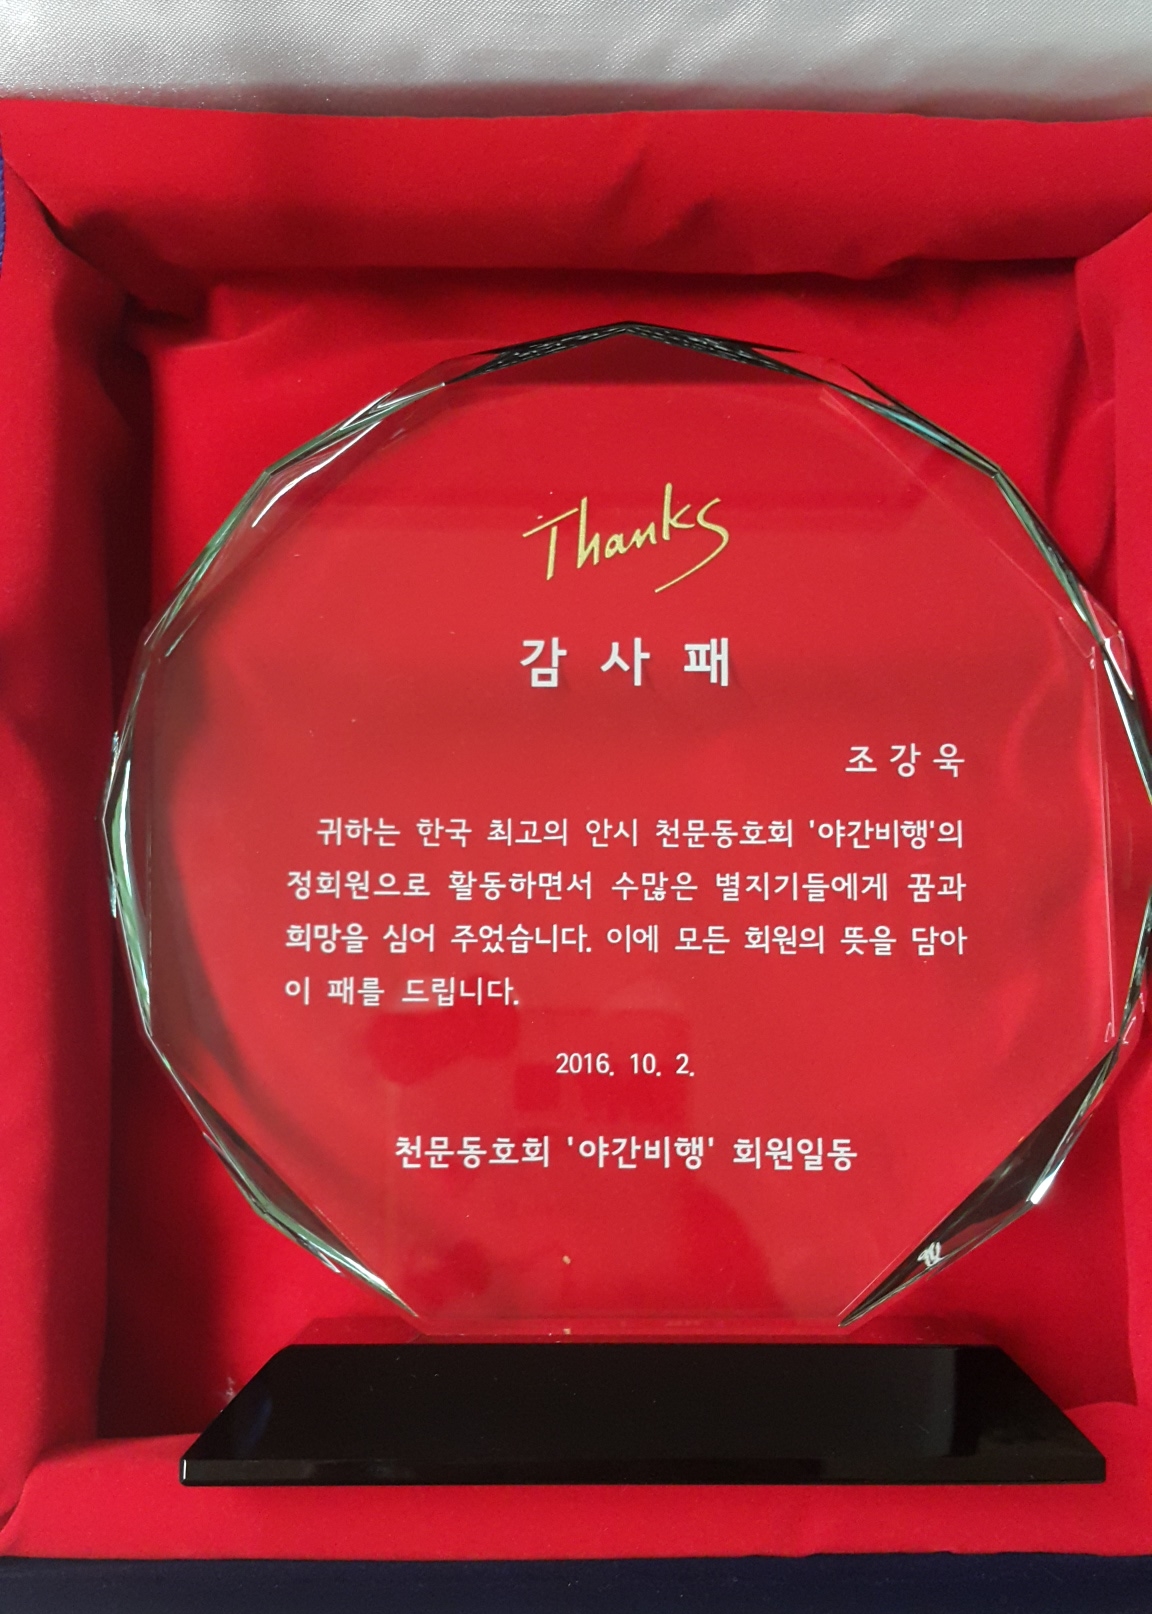 Thanks
감 사 패
조 강 욱
귀하는 한국 최고의 안시 천문동호회 '야간비행'의
정회원으로 활동하면서 수많은 별지기들에게 꿈과
희망을 심어 주었습니다. 이에 모든 회원의 뜻을 담아
이 패를 드립니다.
2016. 10. 2.
천문동호회 '야간비행' 회원일동